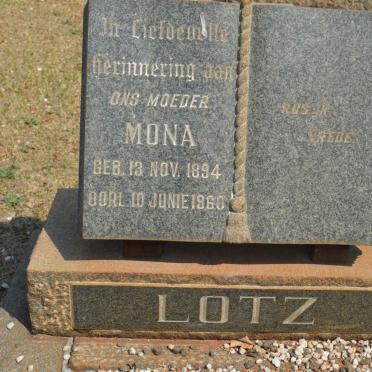 In Liefdevolle
Herinnering aan
ONS MOEDER
MONA
GEB. 13 NOV. 1894
OORL. 10 JUNIE 1960
RUS IN
VREDE
LOTZ